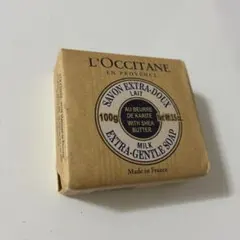 L'OCCITANE
EN PROVENCE
SAVON EXTRA-DOUX
LAIT
100g
AU BEURRE
DE KARITÉ
WITH SHEA
BUTTER
MILK
EXTRA-GENTLE SOAP
Made in France